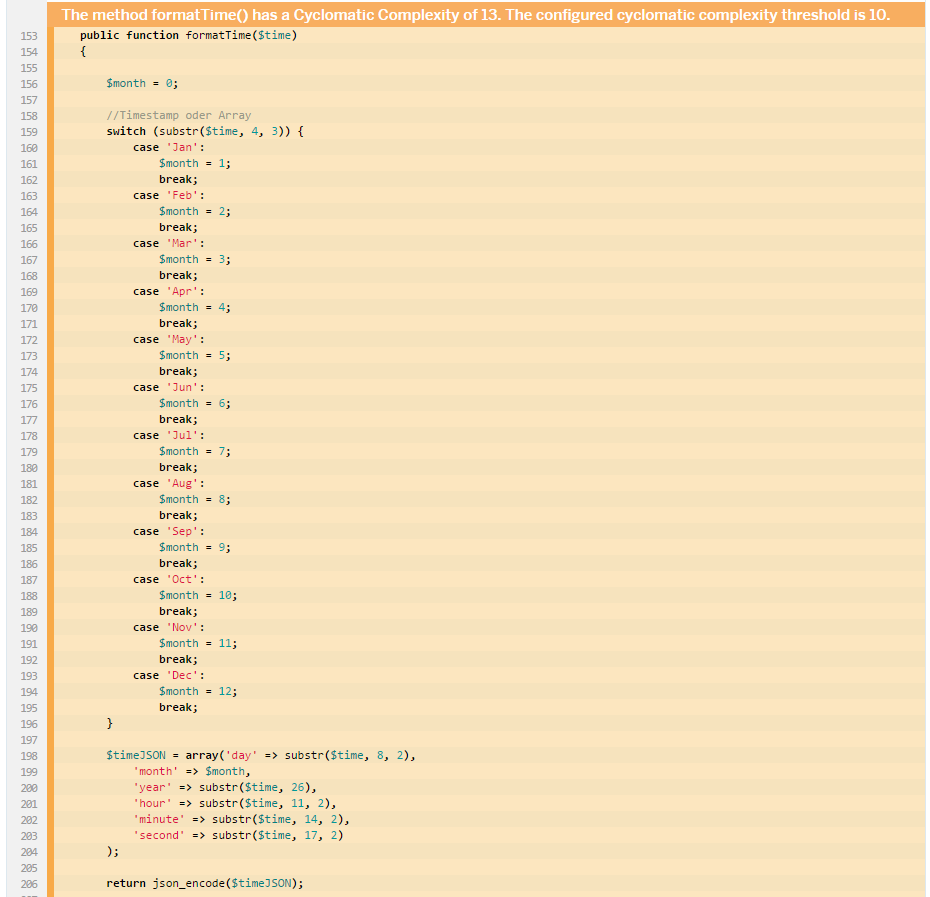 The method formatTime() has a Cyclomatic Complexity of 13. The configured cyclomatic complexity threshold is 10.
153 public function formatTime($time)
154 {
155
156 $month = 0;
157
158 //Timestamp oder Array
159 switch (substr($time, 4, 3)) {
160 case 'Jan':
161 $month = 1;
162 break;
163 case 'Feb':
164 $month = 2;
165 break;
166 case 'Mar':
167 $month = 3;
168 break;
169 case 'Apr':
170 $month = 4;
171 break;
172 case 'May':
173 $month = 5;
174 break;
175 case 'Jun':
176 $month = 6;
177 break;
178 case 'Jul':
179 $month = 7;
180 break;
181 case 'Aug':
182 $month = 8;
183 break;
184 case 'Sep':
185 $month = 9;
186 break;
187 case 'Oct':
188 $month = 10;
189 break;
190 case 'Nov':
191 $month = 11;
192 break;
193 case 'Dec':
194 $month = 12;
195 break;
196 }
197
198 $timeJSON = array('day' => substr($time, 8, 2),
199 'month' => $month,
200 'year' => substr($time, 26),
201 'hour' => substr($time, 11, 2),
202 'minute' => substr($time, 14, 2),
203 'second' => substr($time, 17, 2)
204 );
205
206 return json_encode($timeJSON);